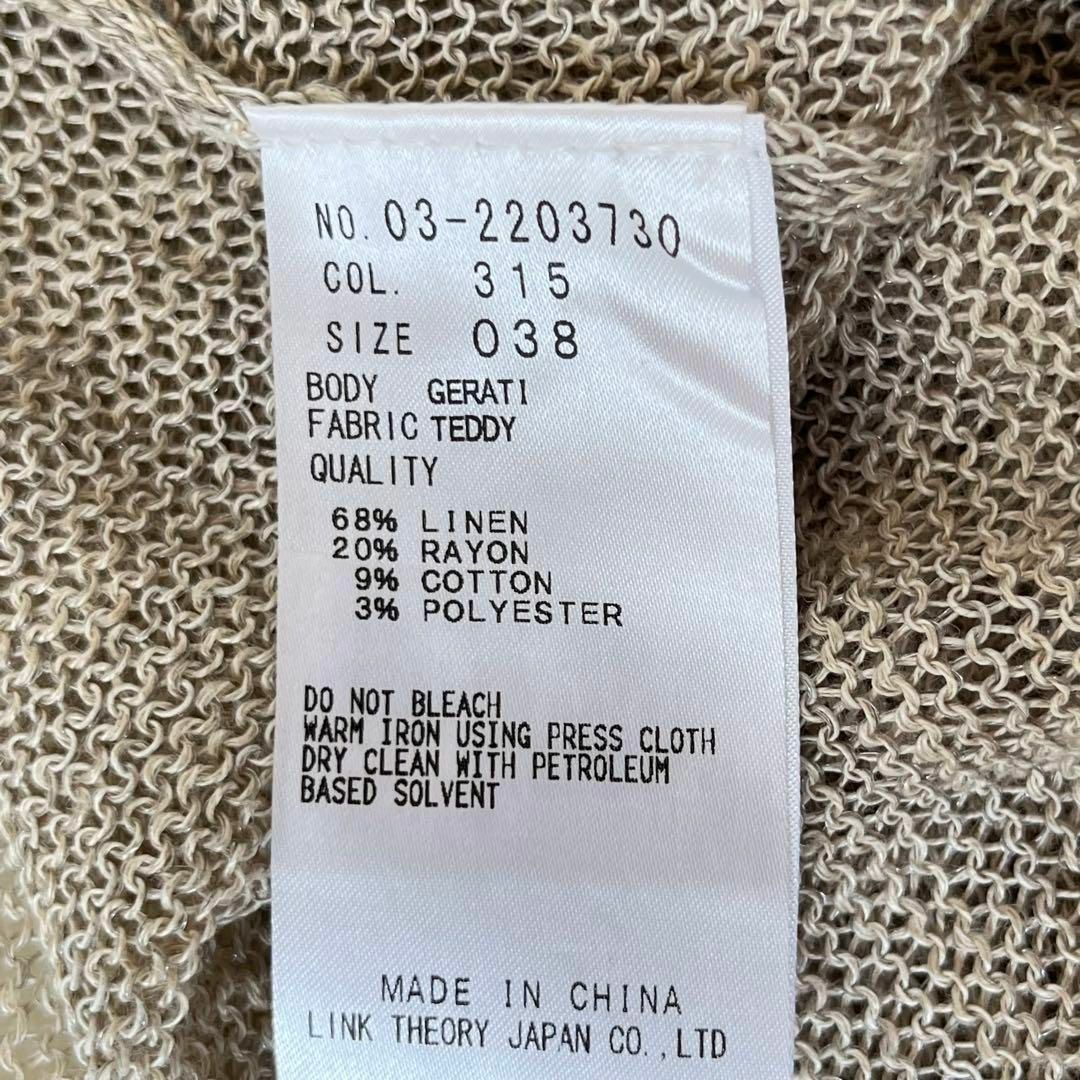 NO. 03-2203730
COL. 315
SIZE 038
BODY GERATI
FABRIC TEDDY
QUALITY
68% LINEN
20% RAYON
9% COTTON
3% POLYESTER
DO NOT BLEACH
WARM IRON USING PRESS CLOTH
DRY CLEAN WITH PETROLEUM
BASED SOLVENT
MADE IN CHINA
LINK THEORY JAPAN CO.,LTD